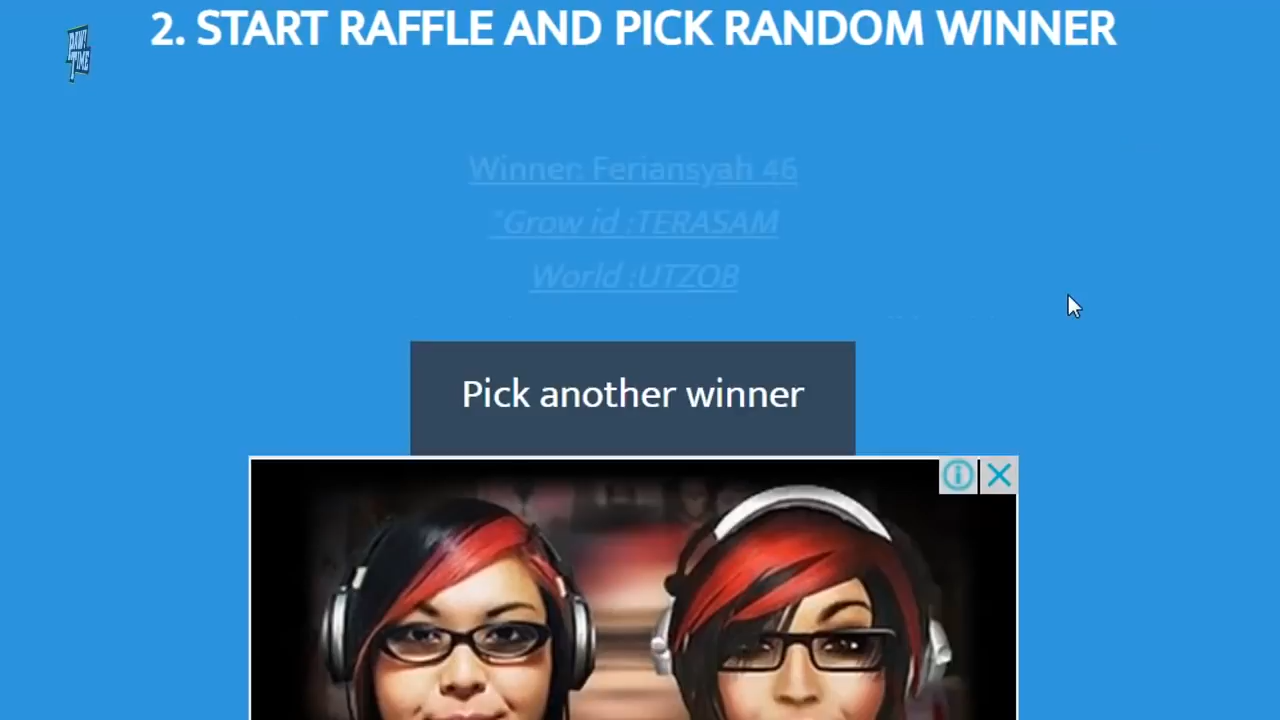 2. START RAFFLE AND PICK RANDOM WINNER
Winner: Feriansyah 46
"Grow id :TERASAM
World :UTZOB
Pick another winner